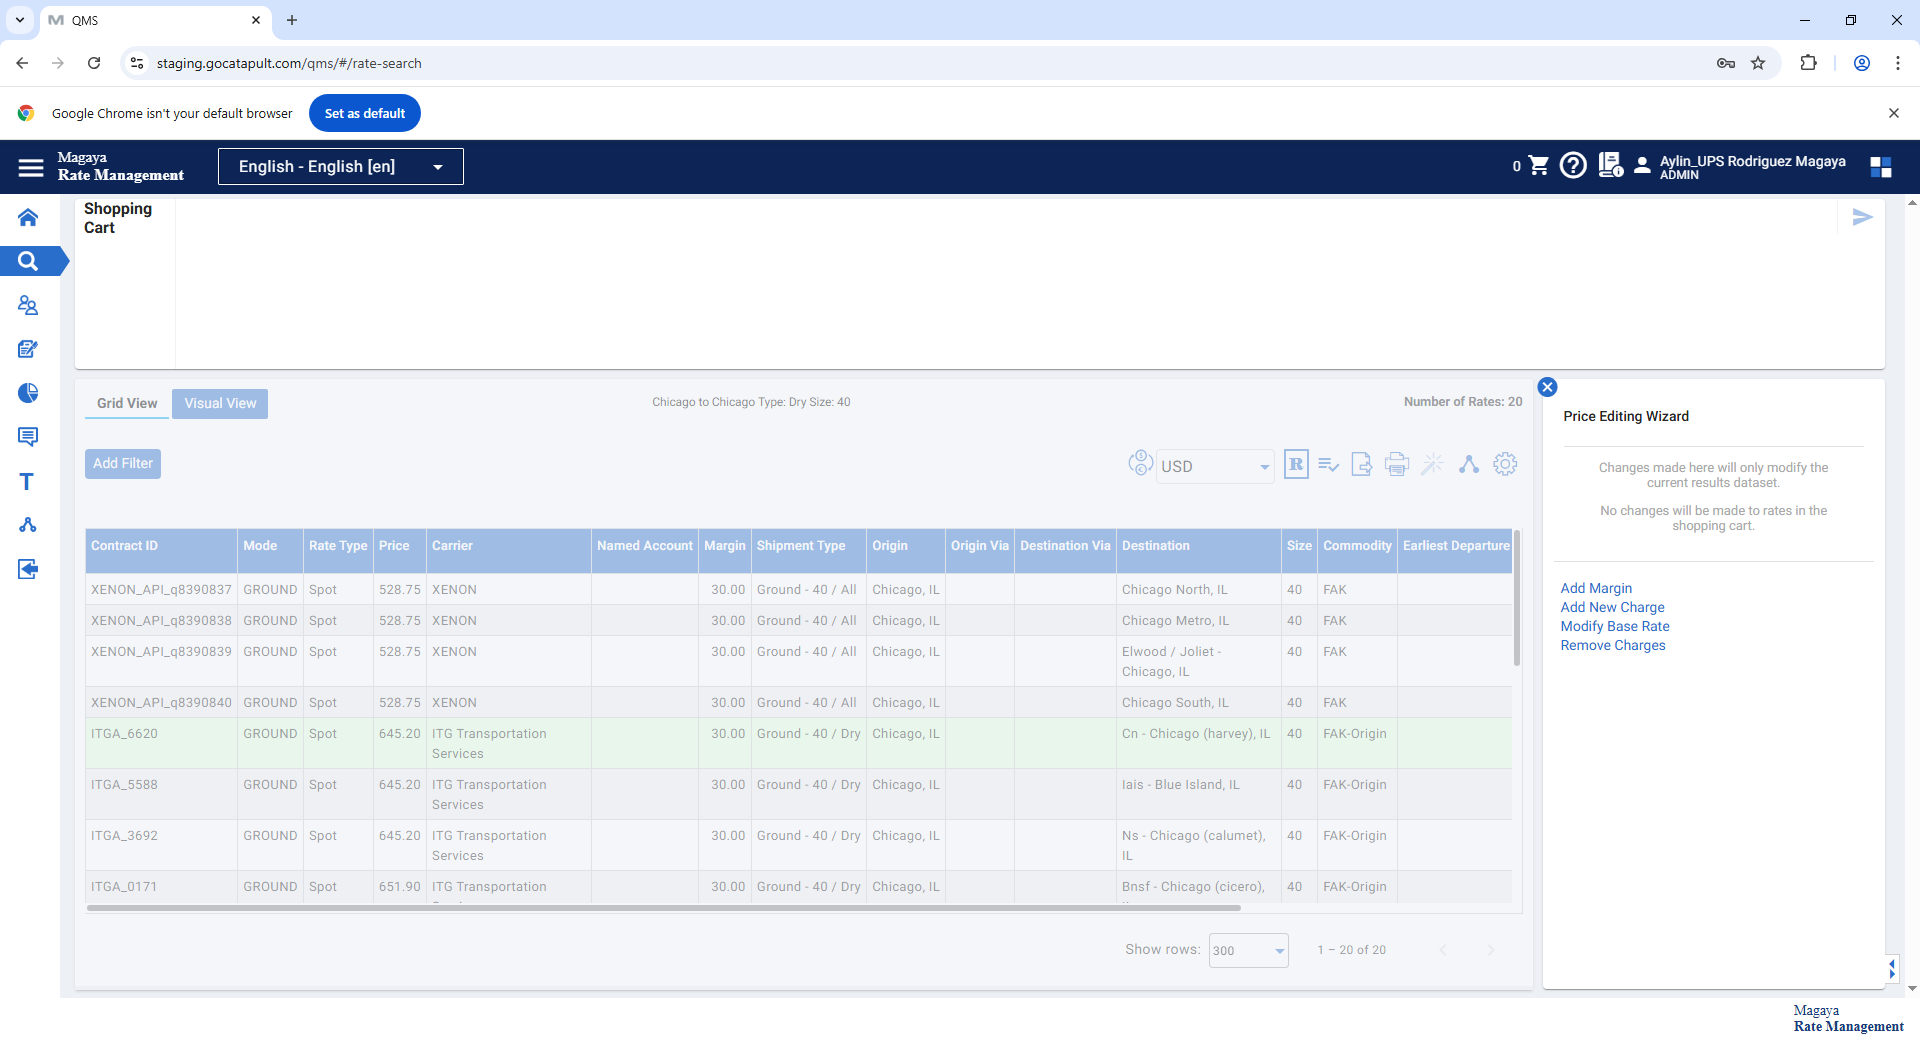 QMS
staging.gocatapult.com/qms/#/rate-search
Google Chrome isn't your default browser
Set as default
Magaya
Rate Management
English - English [en]
0
Aylin_UPS Rodriguez Magaya
ADMIN
Shopping
Cart
Grid View
Visual View
Chicago to Chicago Type: Dry Size: 40
Number of Rates: 20
Add Filter
USD
R
Contract ID Mode Rate Type Price Carrier Named Account Margin Shipment Type Origin Origin Via Destination Via Destination Size Commodity Earliest Departure
XENON_API_q8390837 GROUND Spot 528.75 XENON 30.00 Ground - 40 / All Chicago, IL Chicago North, IL 40 FAK
XENON_API_q8390838 GROUND Spot 528.75 XENON 30.00 Ground - 40 / All Chicago, IL Chicago Metro, IL 40 FAK
XENON_API_q8390839 GROUND Spot 528.75 XENON 30.00 Ground - 40 / All Chicago, IL Elwood / Joliet - 40 FAK
Chicago, IL
XENON_API_q8390840 GROUND Spot 528.75 XENON 30.00 Ground - 40 / All Chicago, IL Chicago South, IL 40 FAK
ITGA_6620 GROUND Spot 645.20 ITG Transportation 30.00 Ground - 40 / Dry Chicago, IL Cn - Chicago (harvey), IL 40 FAK-Origin
Services
ITGA_5588 GROUND Spot 645.20 ITG Transportation 30.00 Ground - 40 / Dry Chicago, IL Iais - Blue Island, IL 40 FAK-Origin
Services
ITGA_3692 GROUND Spot 645.20 ITG Transportation 30.00 Ground - 40 / Dry Chicago, IL Ns - Chicago (calumet), 40 FAK-Origin
Services IL
ITGA_0171 GROUND Spot 651.90 ITG Transportation 30.00 Ground - 40 / Dry Chicago, IL Bnsf - Chicago (cicero), 40 FAK-Origin
Show rows: 300 1 – 20 of 20
Price Editing Wizard
Changes made here will only modify the
current results dataset.
No changes will be made to rates in the
shopping cart.
Add Margin
Add New Charge
Modify Base Rate
Remove Charges
Magaya
Rate Management